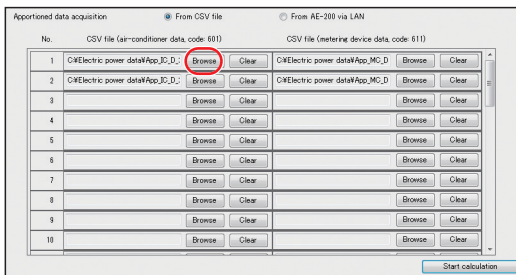 Apportioned data acquisition From CSV file From AE-200 via LAN
No. CSV file (air-conditioner data, code: 601) CSV file (metering device data, code: 611)
1 C:¥Electric power data¥App_IC_D_ Browse Clear C:¥Electric power data¥App_MC_D Browse Clear
2 C:¥Electric power data¥App_IC_D_ Browse Clear C:¥Electric power data¥App_MC_D Browse Clear
3 Browse Clear Browse Clear
4 Browse Clear Browse Clear
5 Browse Clear Browse Clear
6 Browse Clear Browse Clear
7 Browse Clear Browse Clear
8 Browse Clear Browse Clear
9 Browse Clear Browse Clear
10 Browse Clear Browse Clear
Start calculation